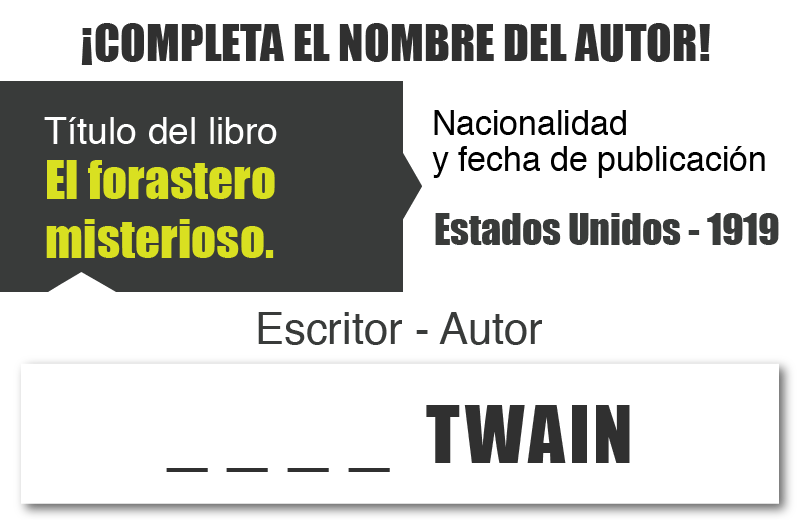 ¡COMPLETA EL NOMBRE DEL AUTOR!
Título del libro
El forastero
misterioso.
Nacionalidad
y fecha de publicación
Estados Unidos - 1919
Escritor - Autor
_ _ _ _ TWAIN